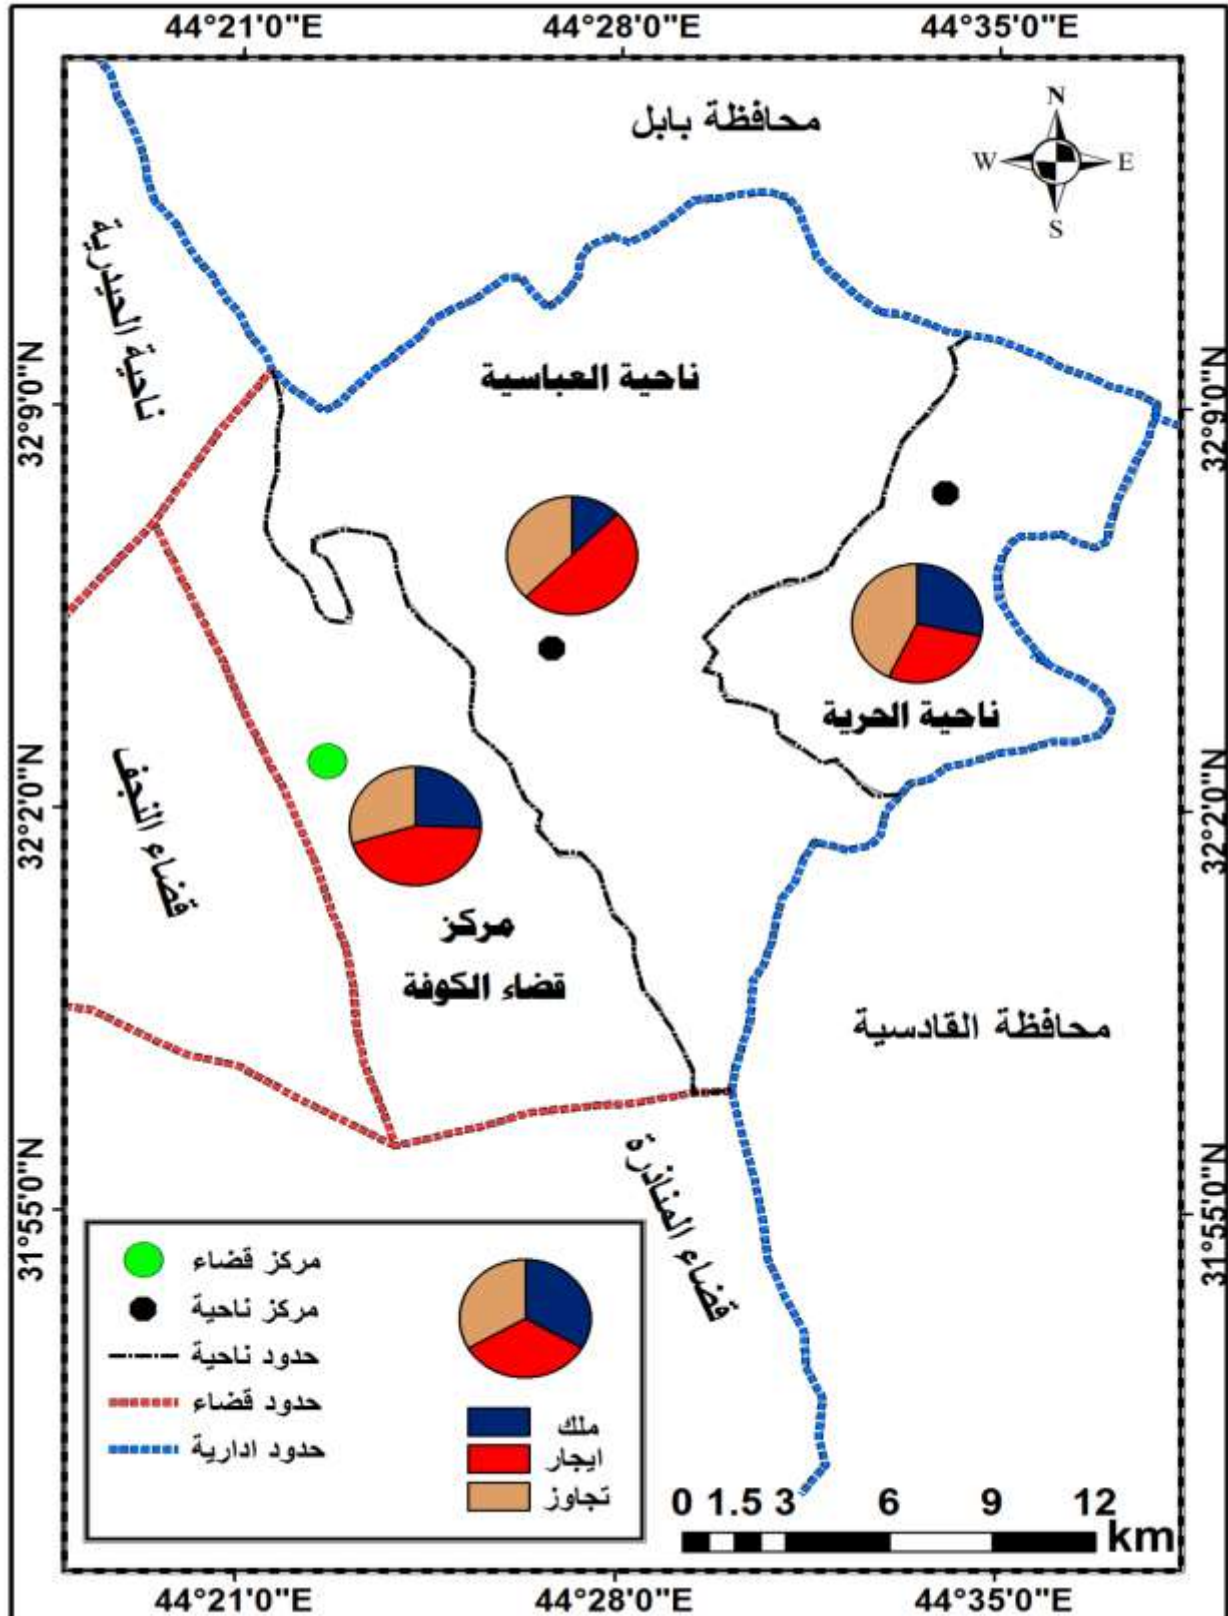 44°21'0"E 44°28'0"E 44°35'0"E
محافظة بابل
N
W E
S
ناحية الحيدرية
ناحية العباسية
32°9'0"N 32°9'0"N
ناحية الحرية
قضاء النجف
32°2'0"N 32°2'0"N
مركز
قضاء الكوفة
محافظة القادسية
قضاء المناذرة
31°55'0"N 31°55'0"N
مركز قضاء
مركز ناحية
حدود ناحية
حدود قضاء
حدود ادارية
ملك
ايجار
تجاوز
0 1.5 3 6 9 12
km
44°21'0"E 44°28'0"E 44°35'0"E